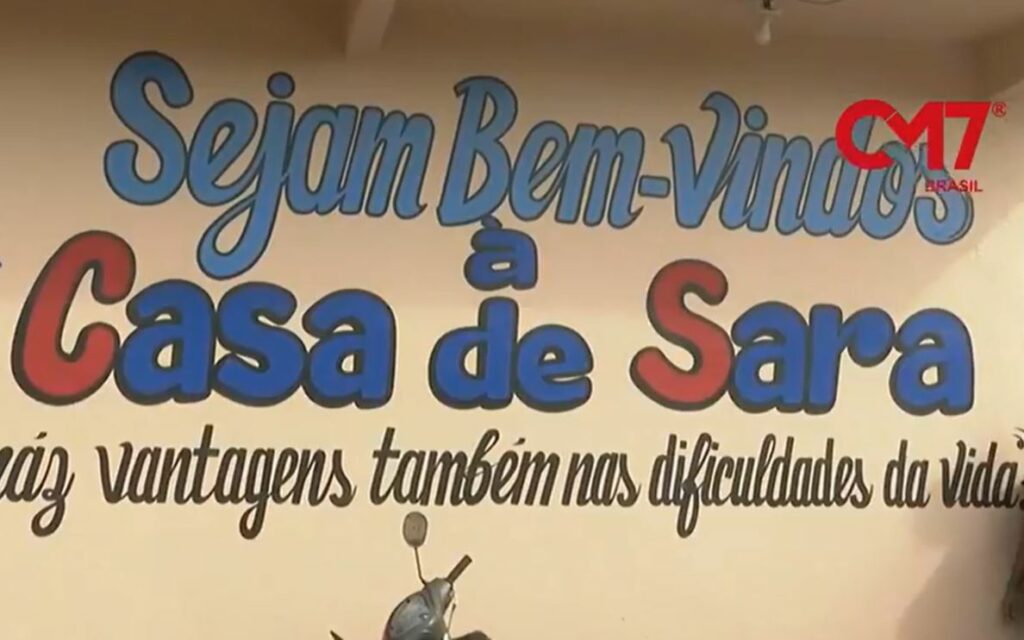 Sejam Bem-Vindos
CM7®
BRASIL
à
Casa de Sara
vantagens também nas dificuldades da vida